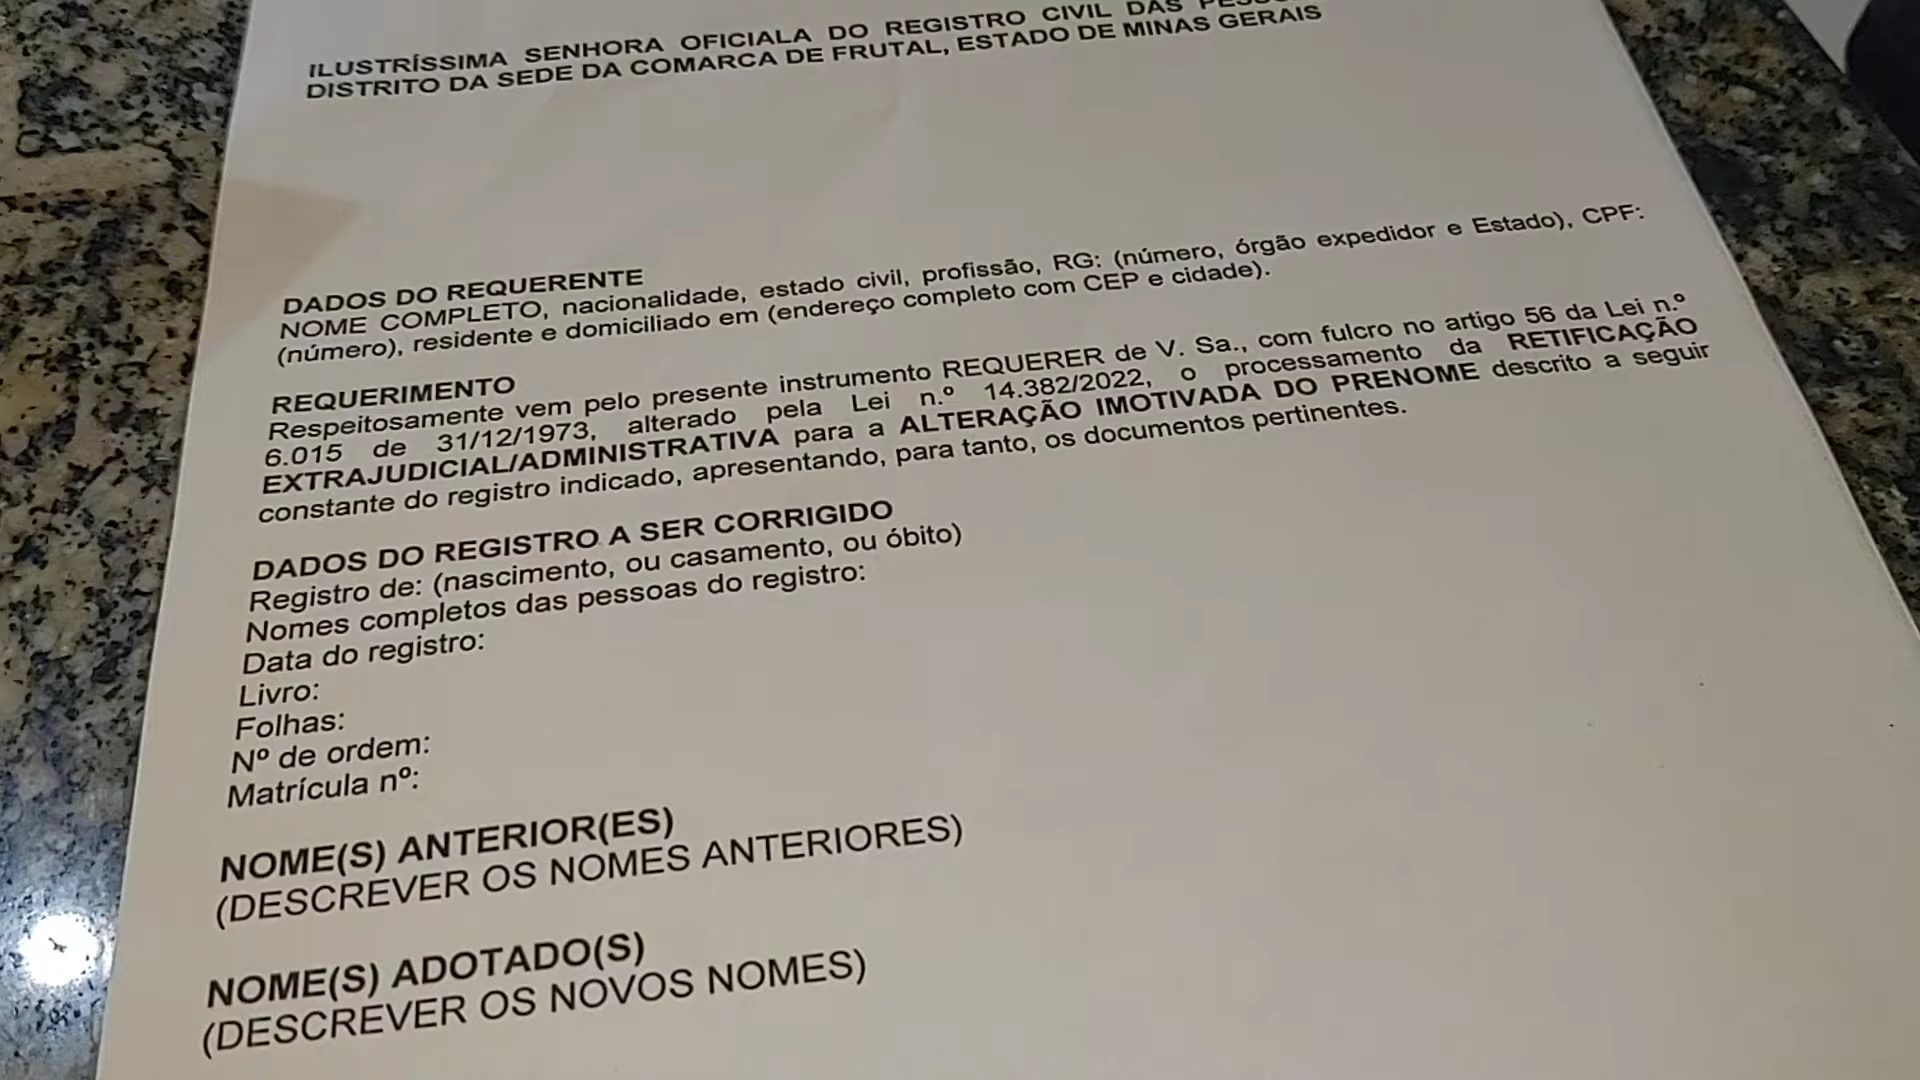 ILUSTRÍSSIMA SENHORA OFICIALA DO REGISTRO CIVIL DAS
DISTRITO DA SEDE DA COMARCA DE FRUTAL, ESTADO DE MINAS GERAIS
DADOS DO REQUERENTE
NOME COMPLETO, nacionalidade, estado civil, profissão, RG: (número, órgão expedidor e Estado), CPF:
(número), residente e domiciliado em (endereço completo com CEP e cidade).
REQUERIMENTO
Respeitosamente vem pelo presente instrumento REQUERER de V. Sa., com fulcro no artigo 56 da Lei n.º
6.015 de 31/12/1973, alterado pela Lei n.º 14.382/2022, o processamento da RETIFICAÇÃO
EXTRAJUDICIAL/ADMINISTRATIVA para a ALTERAÇÃO IMOTIVADA DO PRENOME descrito a seguir
constante do registro indicado, apresentando, para tanto, os documentos pertinentes.
DADOS DO REGISTRO A SER CORRIGIDO
Registro de: (nascimento, ou casamento, ou óbito)
Nomes completos das pessoas do registro:
Data do registro:
Livro:
Folhas:
Nº de ordem:
Matrícula nº:
NOME(S) ANTERIOR(ES)
(DESCREVER OS NOMES ANTERIORES)
NOME(S) ADOTADO(S)
(DESCREVER OS NOVOS NOMES)